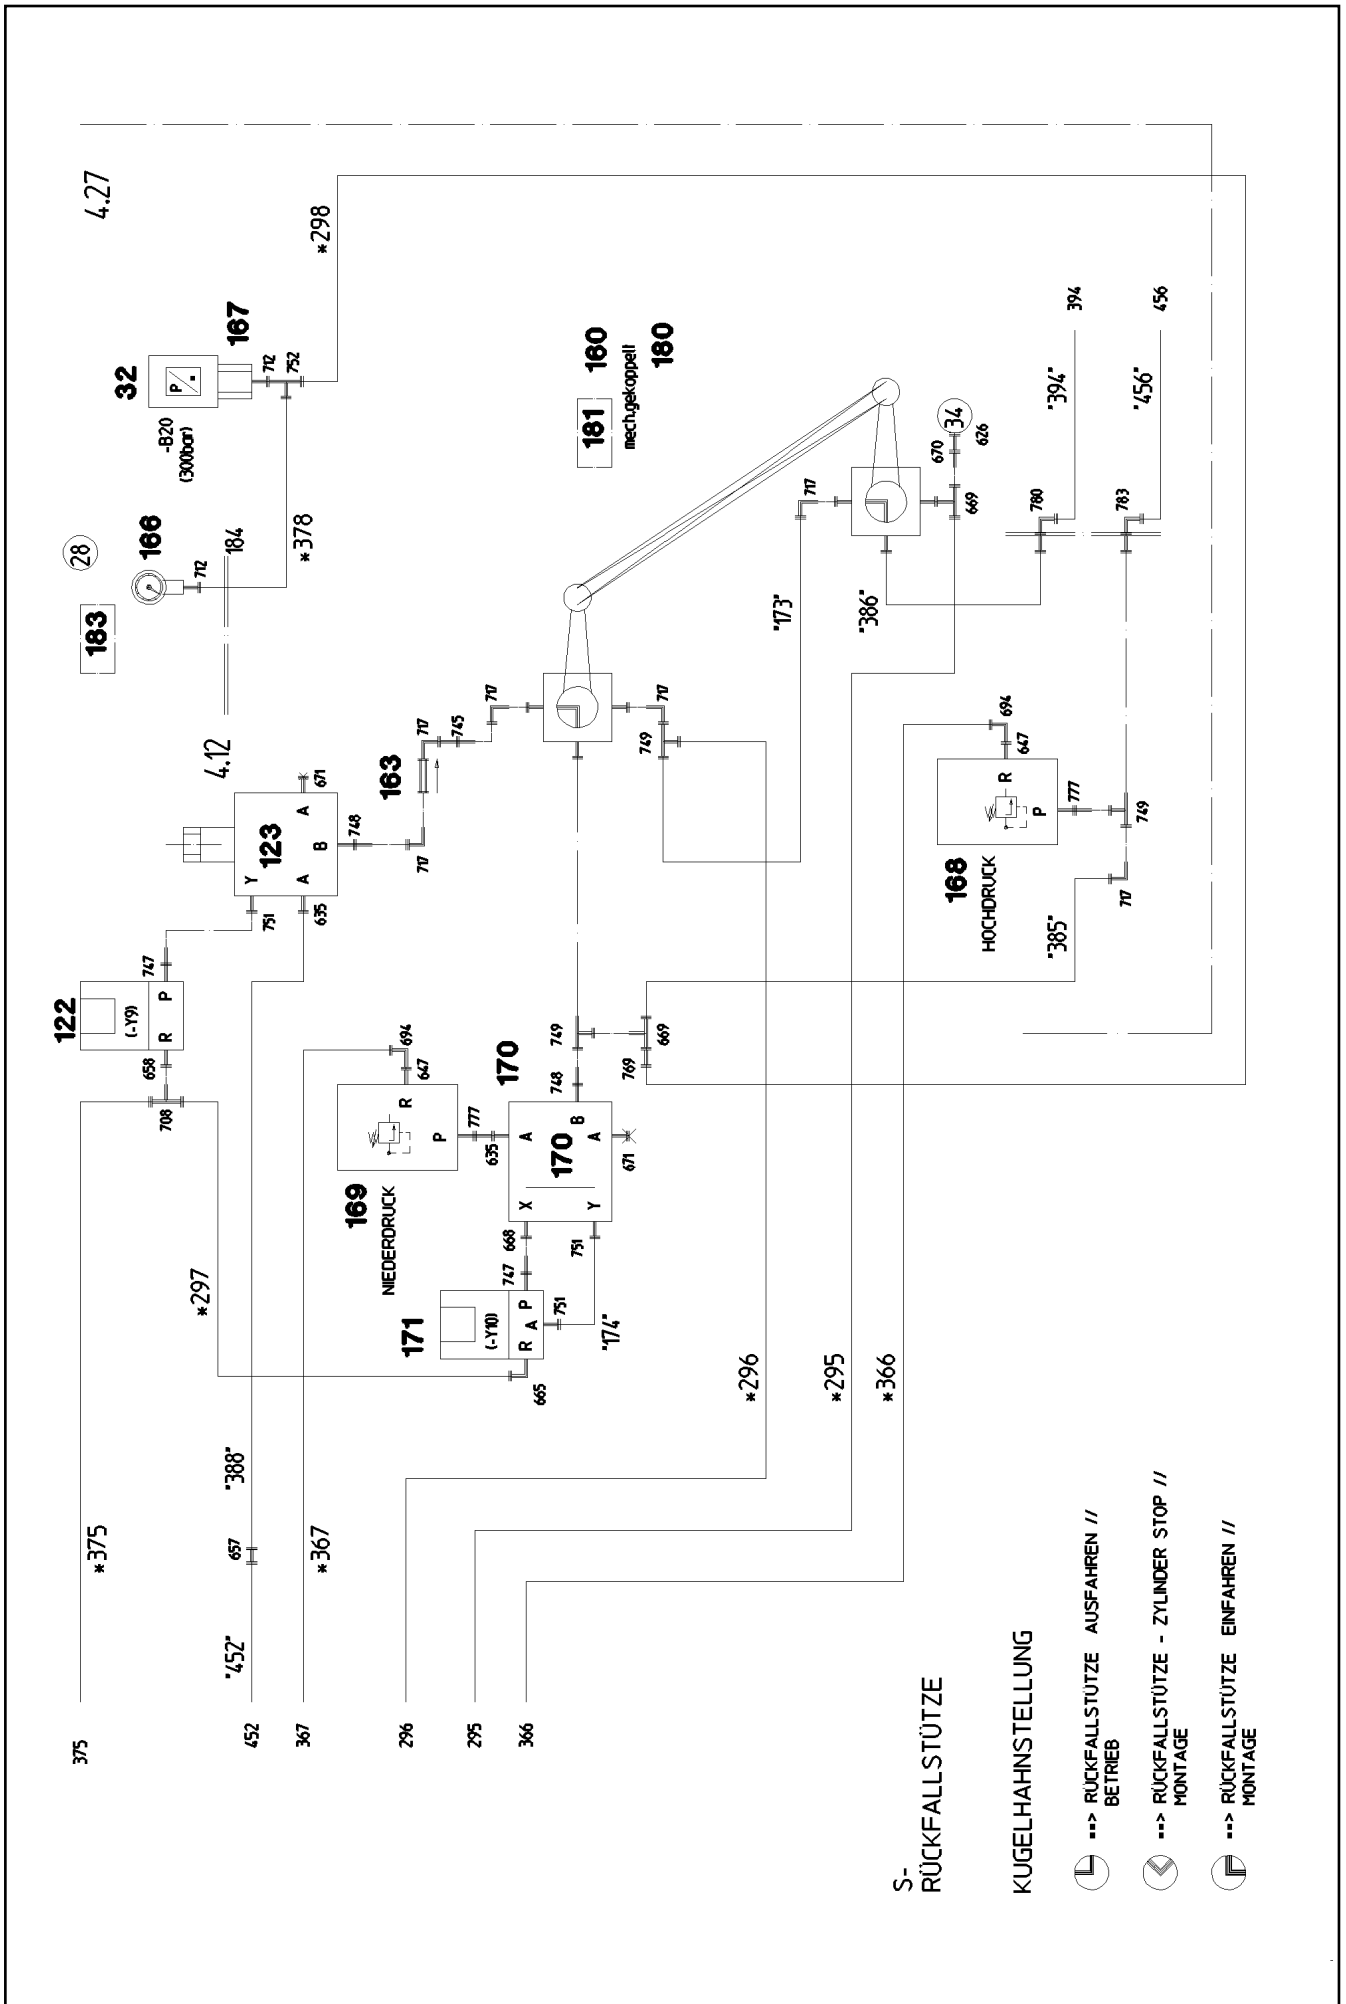 4.27
*298
32
167
-B20
(300bar)
P
712
752
28
166
712
184
*378
183
4.12
181
160
mech.gekoppelt
180
34
626
670
669
717
"173"
"386"
780
783
"394"
"456"
394
456
123
Y
A
B
A
671
748
751
635
163
717
745
717
717
717
749
122
(-Y9)
R
P
747
658
708
168
HOCHDRUCK
R
P
694
647
777
749
717
"385"
169
NIEDERDRUCK
R
P
694
647
777
635
170
170
A
B
A
X
Y
748
749
769
669
671
668
751
171
(-Y10)
R
A
P
747
751
"174"
665
*297
*296
*295
*366
*375
"388"
657
"452"
*367
375
452
367
296
295
366
S-
RÜCKFALLSTÜTZE
KUGELHAHNSTELLUNG
==> RÜCKFALLSTÜTZE AUSFAHREN //
BETRIEB
==> RÜCKFALLSTÜTZE - ZYLINDER STOP //
MONTAGE
==> RÜCKFALLSTÜTZE EINFAHREN //
MONTAGE